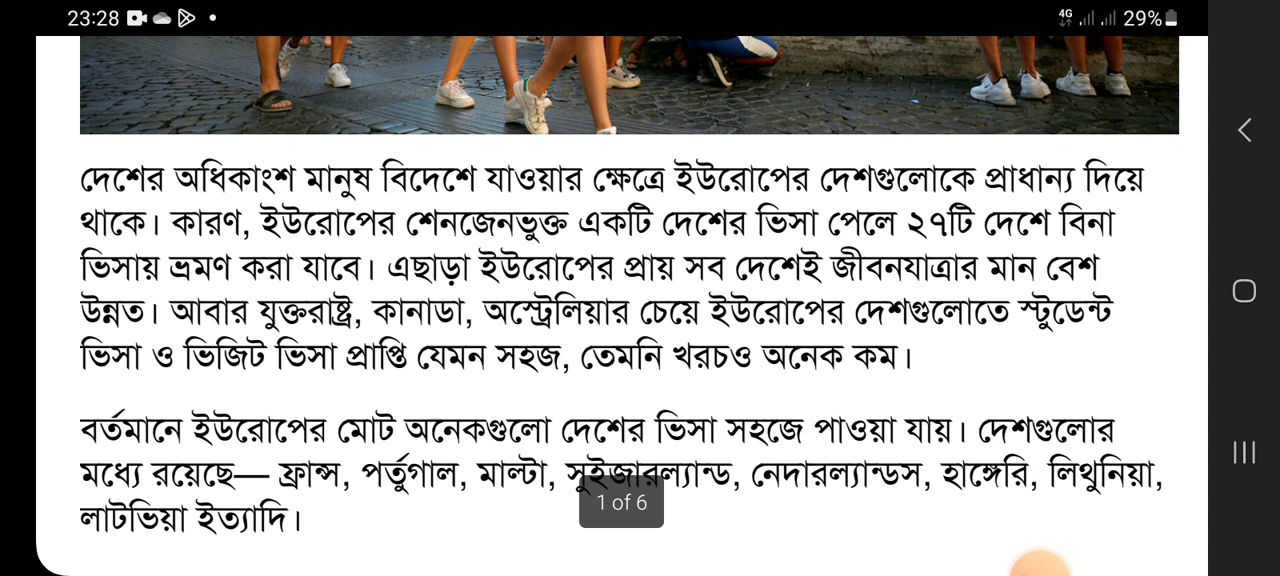 23:28
4G
29%
দেশের অধিকাংশ মানুষ বিদেশে যাওয়ার ক্ষেত্রে ইউরোপের দেশগুলোকে প্রাধান্য দিয়ে
থাকে। কারণ, ইউরোপের শেনজেনভুক্ত একটি দেশের ভিসা পেলে ২৭টি দেশে বিনা
ভিসায় ভ্রমণ করা যাবে। এছাড়া ইউরোপের প্রায় সব দেশেই জীবনযাত্রার মান বেশ
উন্নত। আবার যুক্তরাষ্ট্র, কানাডা, অস্ট্রেলিয়ার চেয়ে ইউরোপের দেশগুলোতে স্টুডেন্ট
ভিসা ও ভিজিট ভিসা প্রাপ্তি যেমন সহজ, তেমনি খরচও অনেক কম।
বর্তমানে ইউরোপের মোট অনেকগুলো দেশের ভিসা সহজে পাওয়া যায়। দেশগুলোর
মধ্যে রয়েছে— ফ্রান্স, পর্তুগাল, মাল্টা, সুইজারল্যান্ড, নেদারল্যান্ডস, হাঙ্গেরি, লিথুনিয়া,
1 of 6
লাটভিয়া ইত্যাদি।